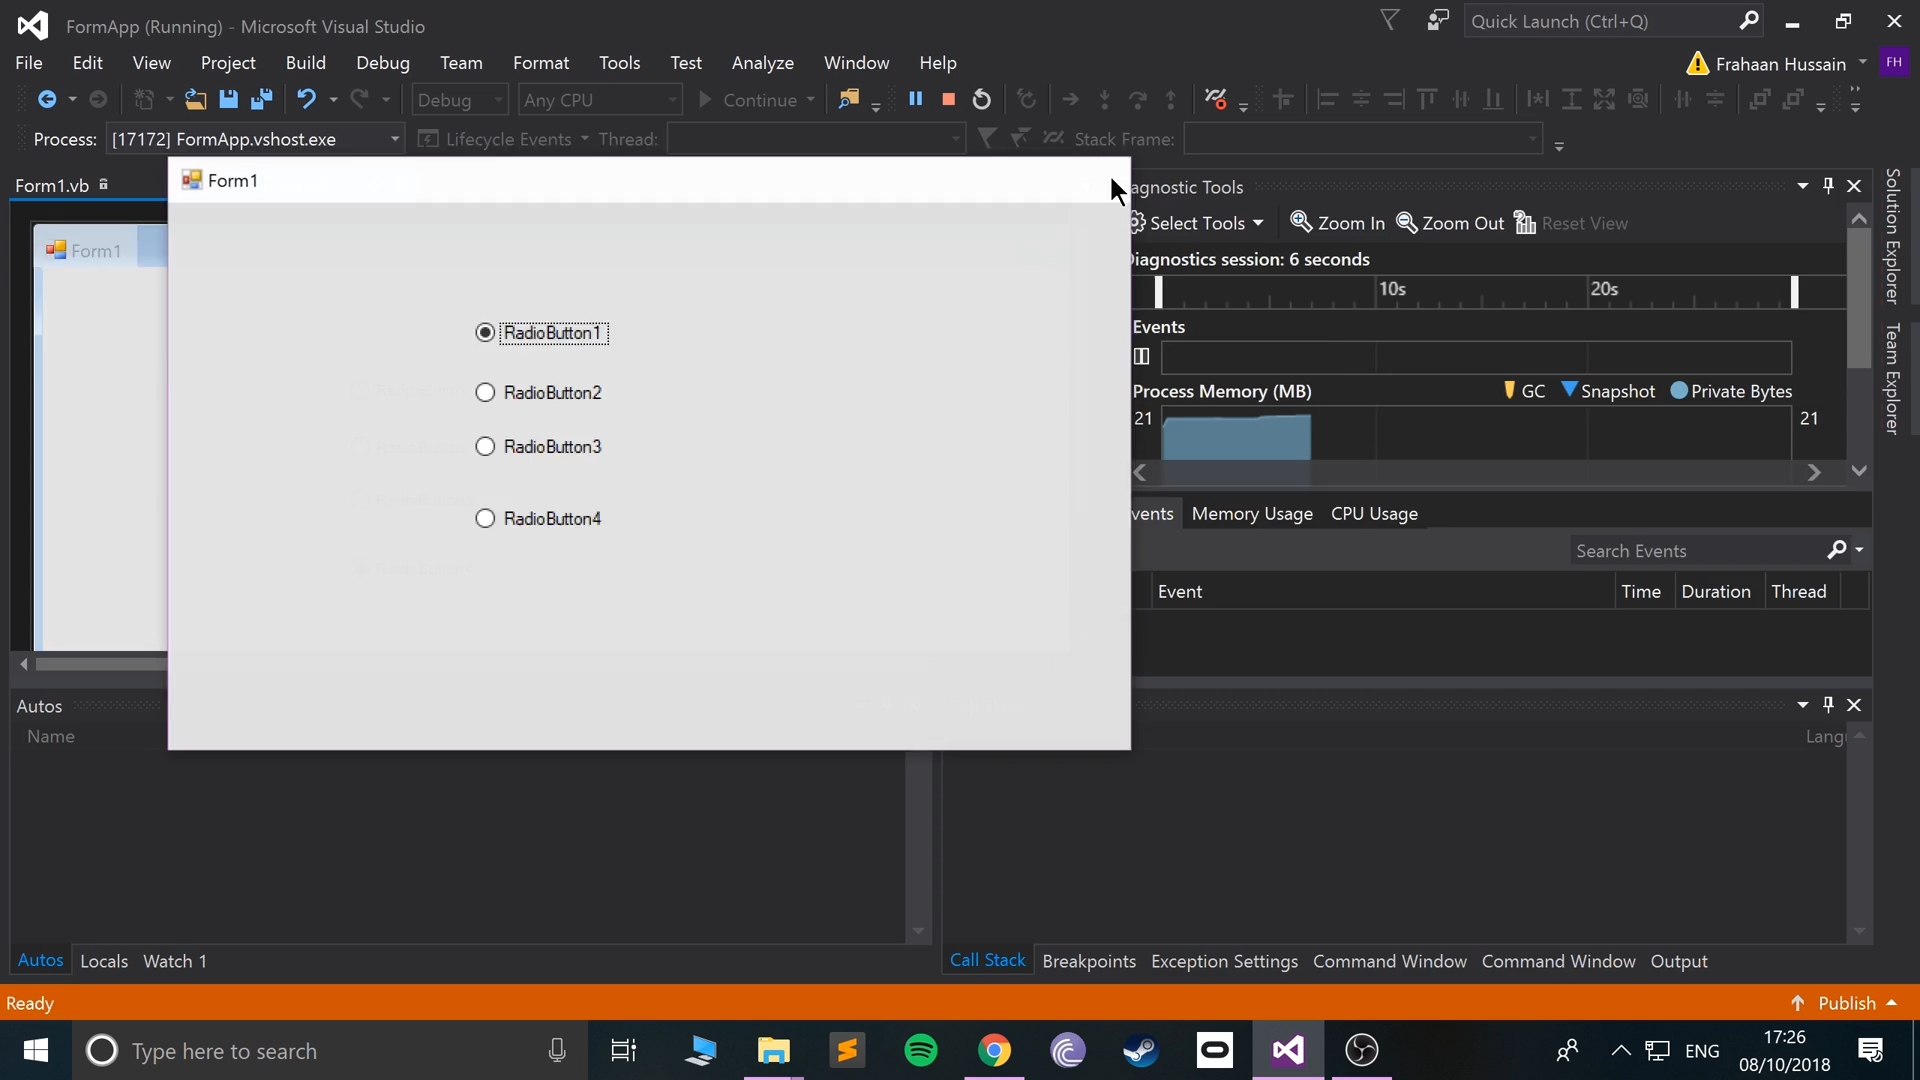 FormApp (Running) - Microsoft Visual Studio
Quick Launch (Ctrl+Q)
File Edit View Project Build Debug Team Format Tools Test Analyze Window Help
Frahaan Hussain FH
Debug Any CPU Continue
Process: [17172] FormApp.vshost.exe Lifecycle Events Thread: Stack Frame:
Form1.vb
Form1
agnostic Tools
Form1
Select Tools Zoom In Zoom Out Reset View
iagnostics session: 6 seconds
10s 20s
Events
RadioButton1
RadioButton2
RadioButton3
RadioButton4
Process Memory (MB) GC Snapshot Private Bytes
21 21
vents Memory Usage CPU Usage
Search Events
Event Time Duration Thread
Solution Explorer
Team Explorer
Autos
Name
Langu
Autos Locals Watch 1
Call Stack Breakpoints Exception Settings Command Window Command Window Output
Ready
Publish
Type here to search
ENG
17:26
08/10/2018